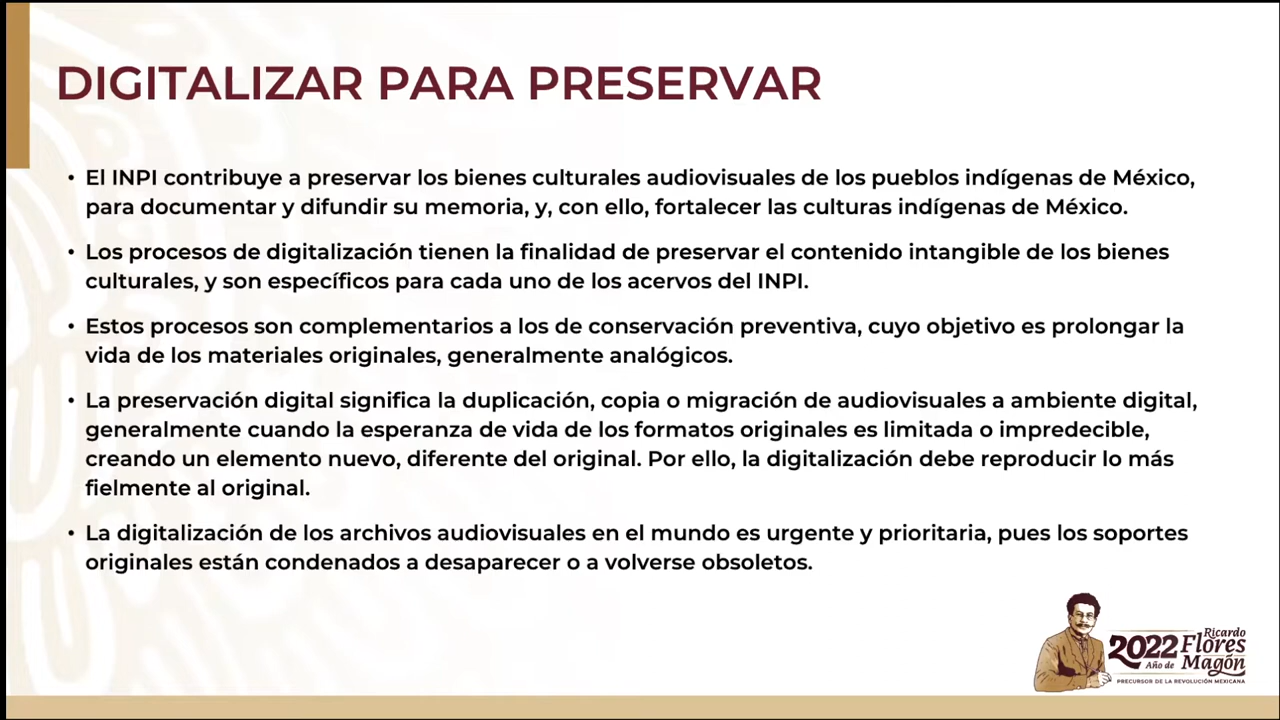 DIGITALIZAR PARA PRESERVAR
• El INPI contribuye a preservar los bienes culturales audiovisuales de los pueblos indígenas de México,
para documentar y difundir su memoria, y, con ello, fortalecer las culturas indígenas de México.
• Los procesos de digitalización tienen la finalidad de preservar el contenido intangible de los bienes
culturales, y son específicos para cada uno de los acervos del INPI.
• Estos procesos son complementarios a los de conservación preventiva, cuyo objetivo es prolongar la
vida de los materiales originales, generalmente analógicos.
• La preservación digital significa la duplicación, copia o migración de audiovisuales a ambiente digital,
generalmente cuando la esperanza de vida de los formatos originales es limitada o impredecible,
creando un elemento nuevo, diferente del original. Por ello, la digitalización debe reproducir lo más
fielmente al original.
• La digitalización de los archivos audiovisuales en el mundo es urgente y prioritaria, pues los soportes
originales están condenados a desaparecer o a volverse obsoletos.
2022
Año de
Ricardo
Flores
Magón
PRECURSOR DE LA REVOLUCIÓN MEXICANA